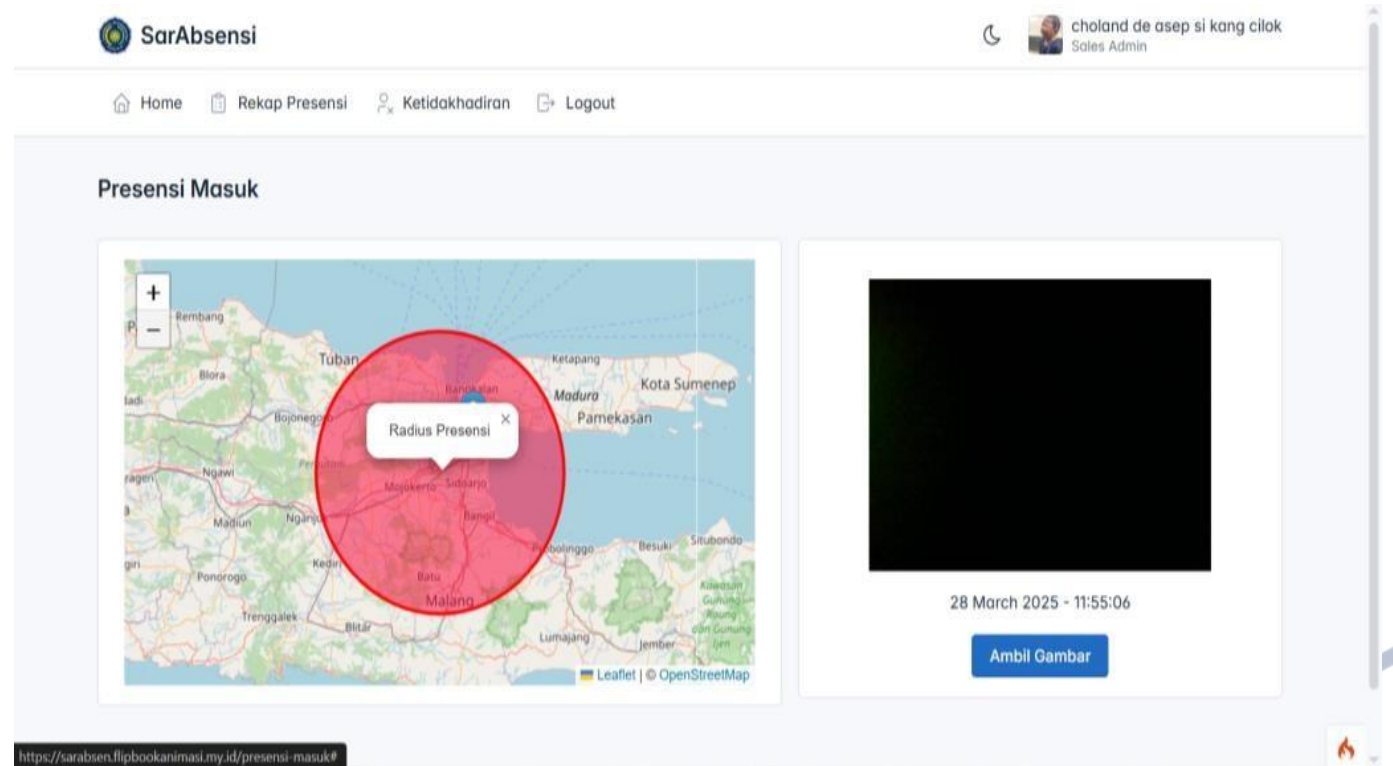 SarAbsensi
choland de asep si kang cilok
Sales Admin
Home Rekap Presensi Ketidakhadiran Logout
Presensi Masuk
+
−
Rembang
Tuban
Ketapang
Blora
Bangkalan
Madura
Kota Sumenep
Bojonegoro
Pamekasan
Radius Presensi ×
Ngawi
Mojokerto Sidoarjo
Madiun
Bangil
Besuki Situbondo
Kediri
Ponorogo
Batu
Malang
Trenggalek
Blitar
Lumajang
Jember
Leaflet | © OpenStreetMap
28 March 2025 - 11:55:06
Ambil Gambar
https://sarabsen.flipbookanimasi.my.id/presensi-masuk#